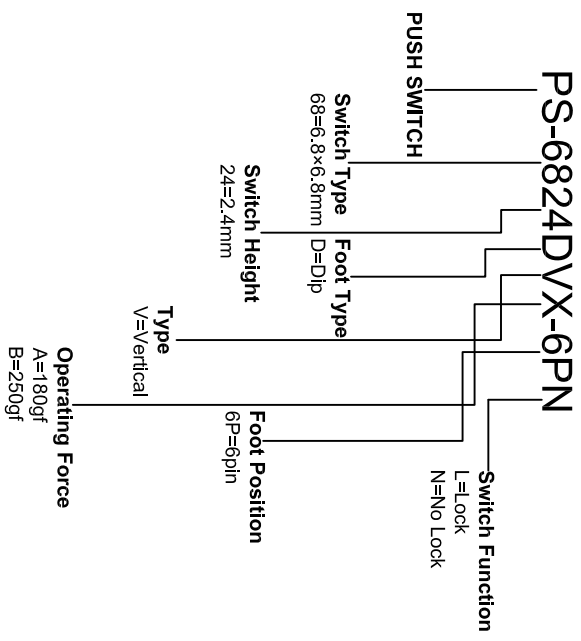 PS-6824DVX-6PN
PUSH SWITCH
Switch Type
68=6.8×6.8mm
Switch Height
24=2.4mm
Foot Type
D=Dip
Type
V=Vertical
Operating Force
A=180gf
B=250gf
Foot Position
6P=6pin
Switch Function
L=Lock
N=No Lock